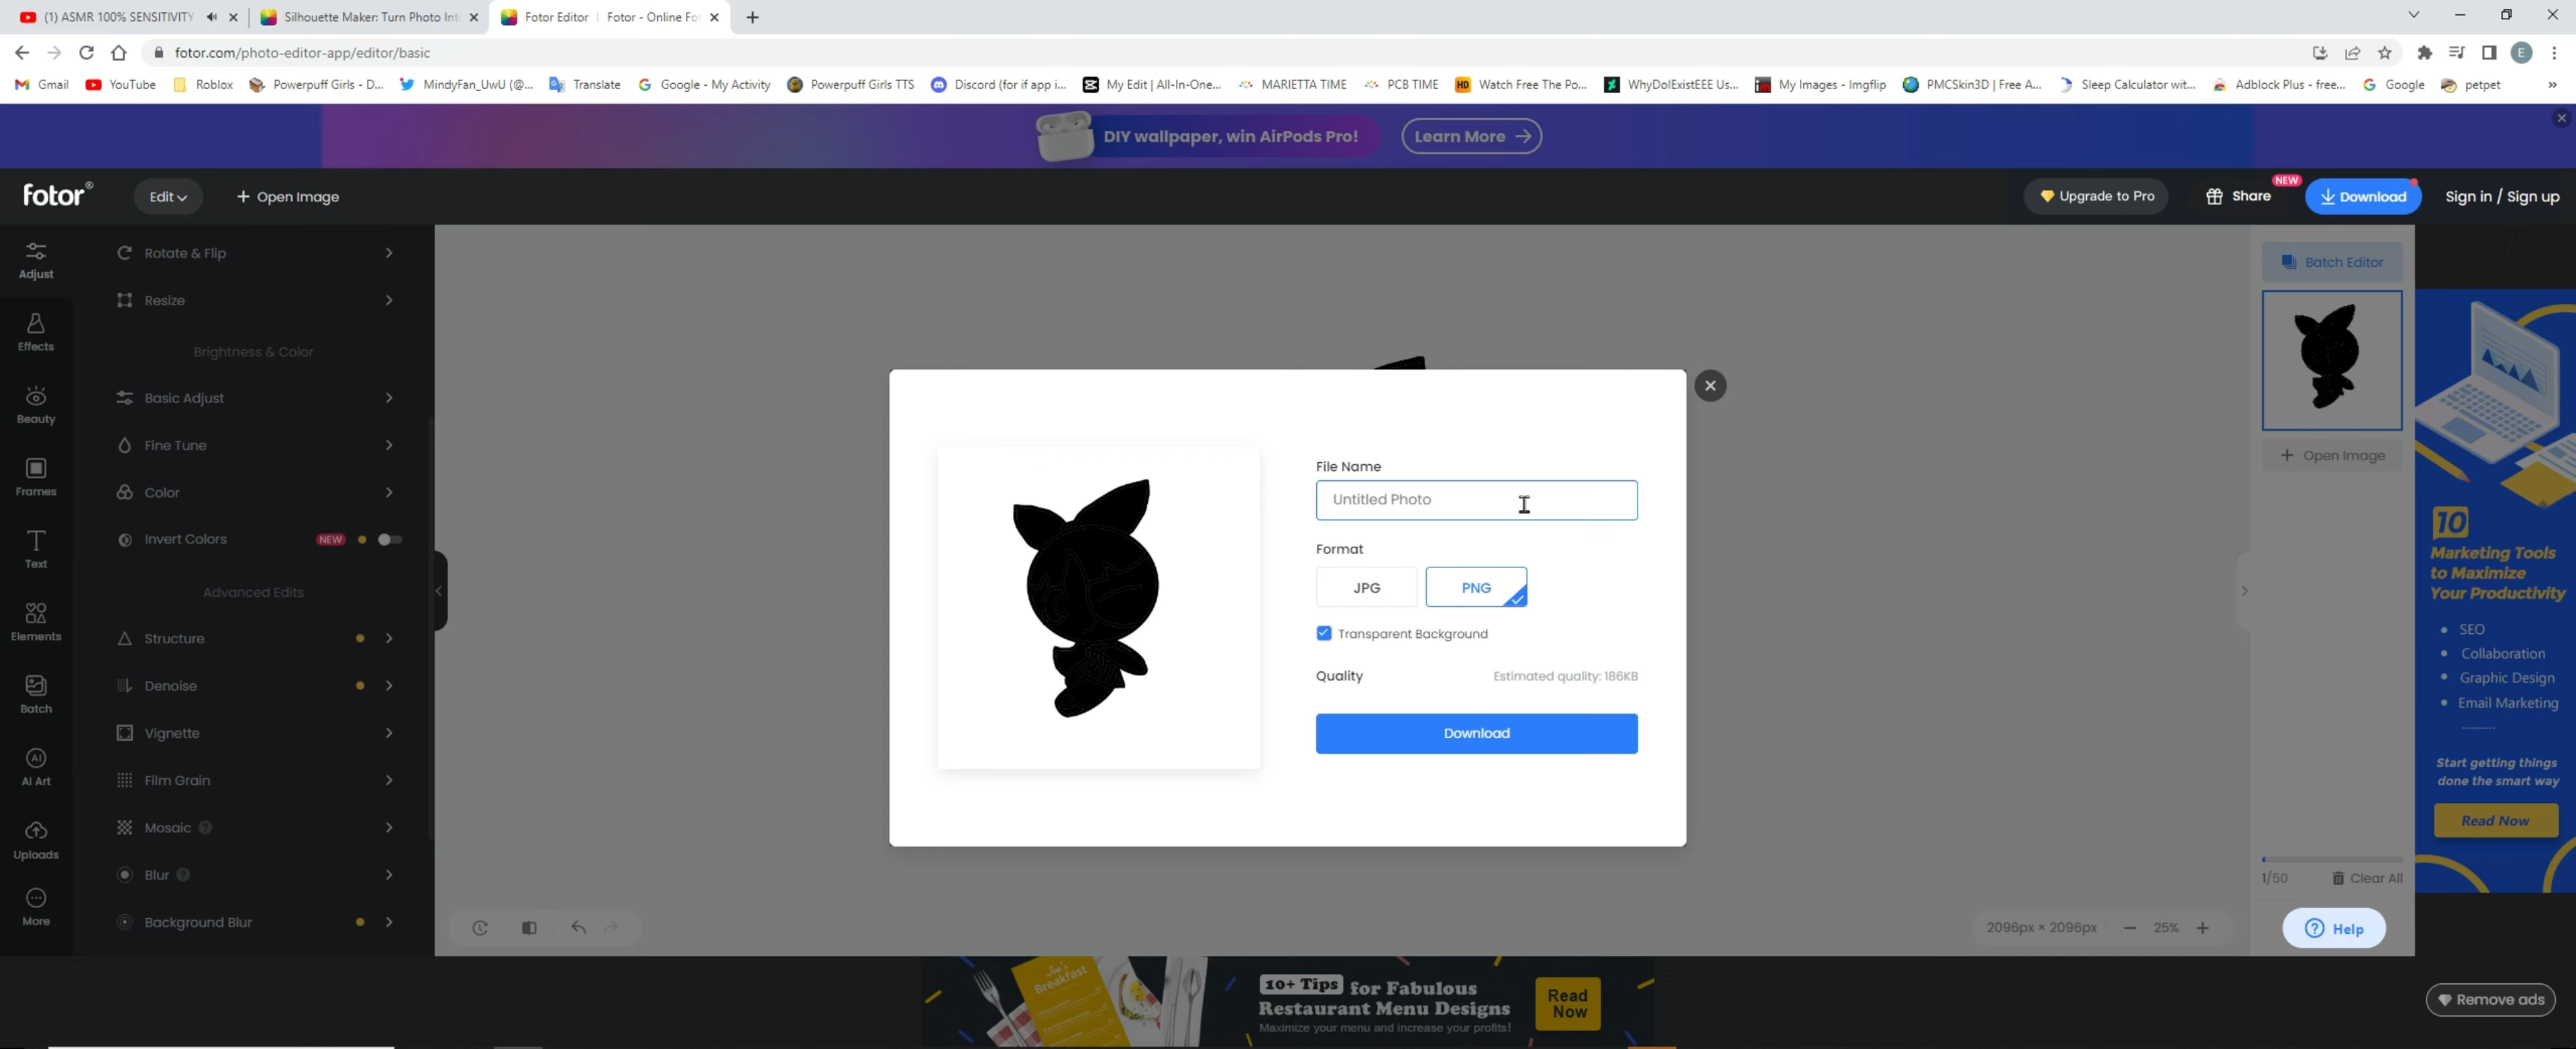 (1) ASMR 100% SENSITIVITY
Silhouette Maker: Turn Photo Int
Fotor Editor | Fotor - Online Fo
fotor.com/photo-editor-app/editor/basic
E
Gmail YouTube Roblox Powerpuff Girls - D... MindyFan_UwU (@... Translate Google - My Activity Powerpuff Girls TTS Discord (for if app i... My Edit | All-In-One... MARIETTA TIME PCB TIME Watch Free The Po... WhyDoIExistEEE Us... My Images - Imgflip PMCSkin3D | Free A... Sleep Calculator wit... Adblock Plus - free... Google petpet »
DIY wallpaper, win AirPods Pro! Learn More
fotor® Edit + Open Image Upgrade to Pro Share NEW Download Sign in / Sign up
Adjust
Effects
Beauty
Frames
Text
Elements
Batch
AI Art
Uploads
More
Rotate & Flip
Resize
Brightness & Color
Basic Adjust
Fine Tune
Color
Invert Colors NEW
Advanced Edits
Structure
Denoise
Vignette
Film Grain
Mosaic ?
Blur ?
Background Blur
File Name
Untitled Photo
Format
JPG PNG
Transparent Background
Quality Estimated quality: 186KB
Download
2096px × 2096px − 25% +
Batch Editor
+ Open Image
1/50 Clear All
? Help
10
Marketing Tools
to Maximize
Your Productivity
• SEO
• Collaboration
• Graphic Design
• Email Marketing
Start getting things
done the smart way
Read Now
Joe's
Breakfast
10+ Tips for Fabulous
Restaurant Menu Designs
Maximize your menu and increase your profits!
Read
Now
Remove ads